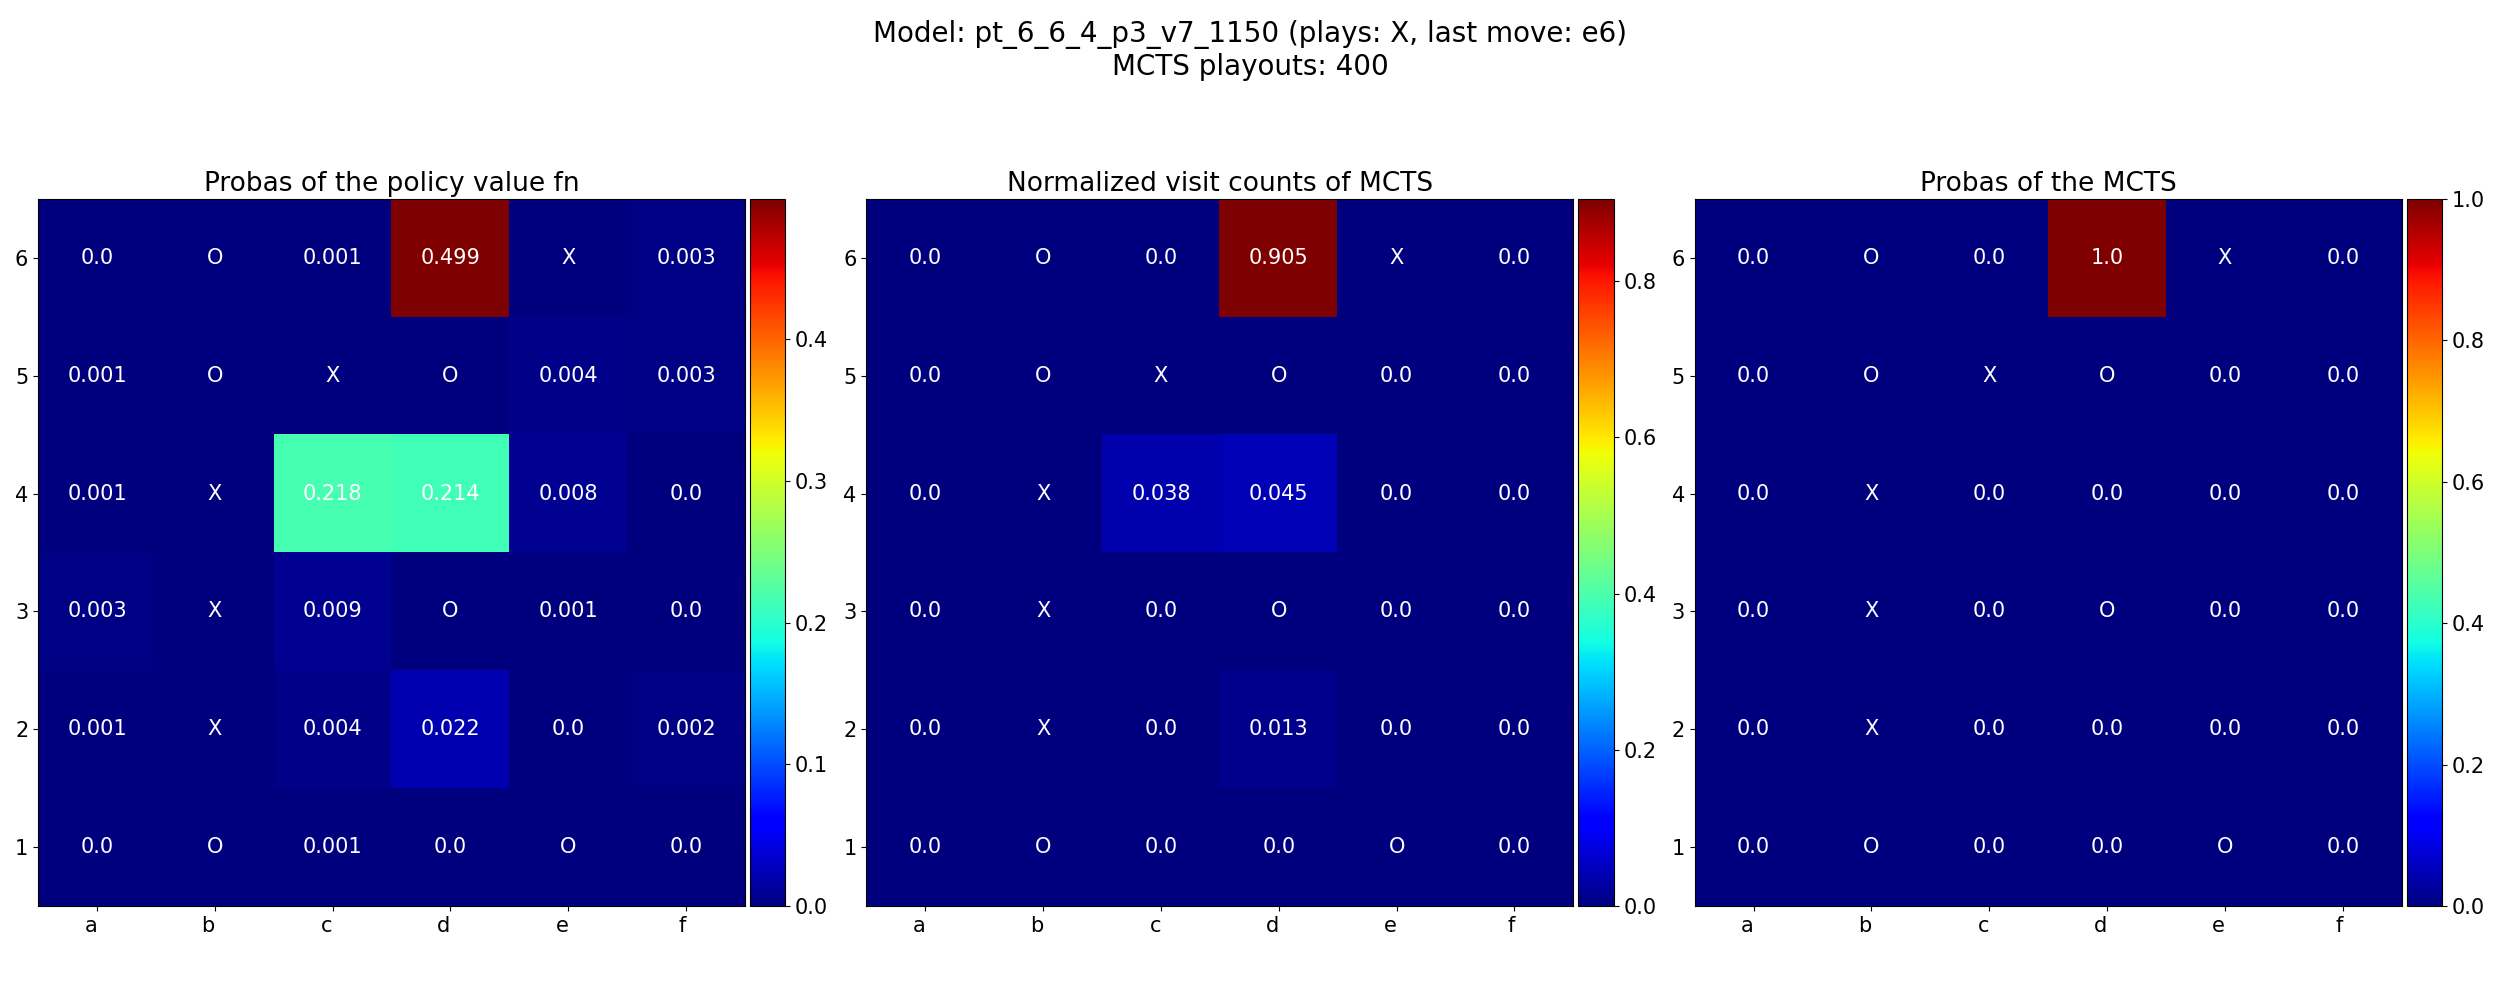 Model: pt_6_6_4_p3_v7_1150 (plays: X, last move: e6)
MCTS playouts: 400
Probas of the policy value fn
6 0.0 O 0.001 0.499 X 0.003
5 0.001 O X O 0.004 0.003
4 0.001 X 0.218 0.214 0.008 0.0
3 0.003 X 0.009 O 0.001 0.0
2 0.001 X 0.004 0.022 0.0 0.002
1 0.0 O 0.001 0.0 O 0.0
a b c d e f
0.4
0.3
0.2
0.1
0.0
Normalized visit counts of MCTS
6 0.0 O 0.0 0.905 X 0.0
5 0.0 O X O 0.0 0.0
4 0.0 X 0.038 0.045 0.0 0.0
3 0.0 X 0.0 O 0.0 0.0
2 0.0 X 0.0 0.013 0.0 0.0
1 0.0 O 0.0 0.0 O 0.0
a b c d e f
0.8
0.6
0.4
0.2
0.0
Probas of the MCTS
6 0.0 O 0.0 1.0 X 0.0
5 0.0 O X O 0.0 0.0
4 0.0 X 0.0 0.0 0.0 0.0
3 0.0 X 0.0 O 0.0 0.0
2 0.0 X 0.0 0.0 0.0 0.0
1 0.0 O 0.0 0.0 O 0.0
a b c d e f
1.0
0.8
0.6
0.4
0.2
0.0